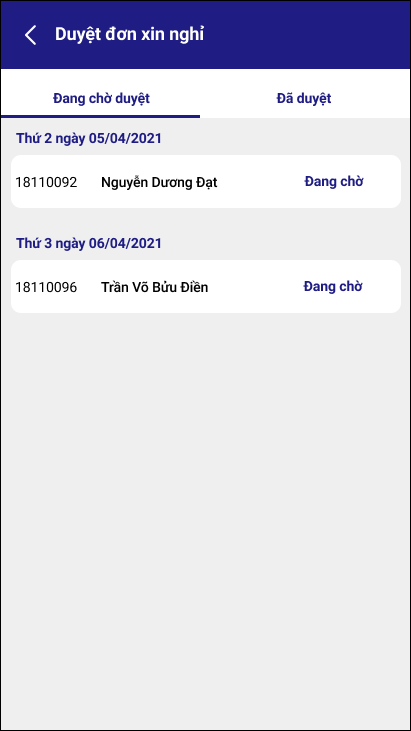 Duyệt đơn xin nghỉ
Đang chờ duyệt Đã duyệt
Thứ 2 ngày 05/04/2021
18110092 Nguyễn Dương Đạt Đang chờ
Thứ 3 ngày 06/04/2021
18110096 Trần Võ Bửu Điền Đang chờ